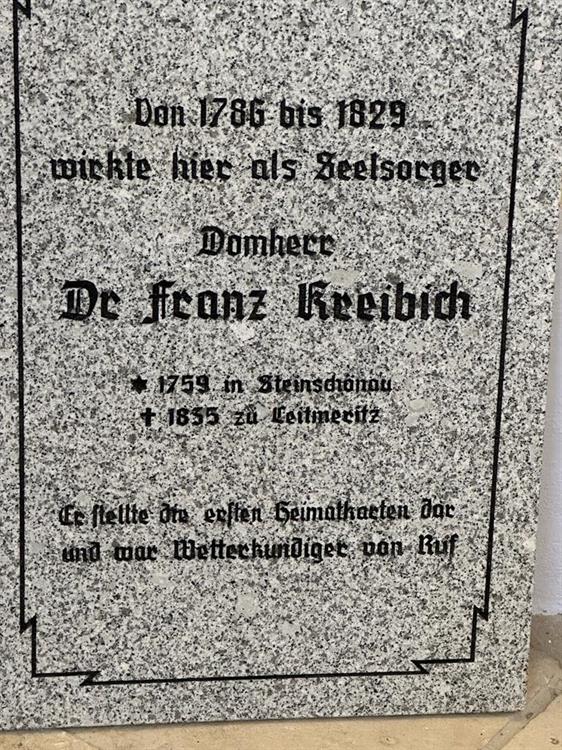 Von 1786 bis 1829
wirkte hier als Seelsorger
Domherr
Dr Franz Kreibich
* 1759 in Steinschönau
✝ 1835 zu Leitmeritz
Er stellte die ersten Heimatkarten dar
und war Wetterkundiger von Ruf